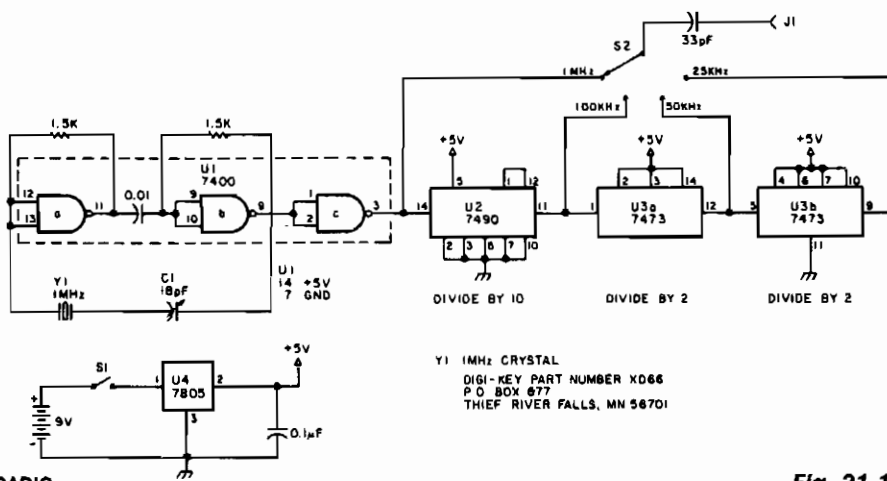 S2
33pF
J1
1MHz
25KHz
100KHz
50KHz
1.5K
1.5K
U1
7400
12
13
a
11
0.01
9
10
b
9
1
2
c
3
+5V
5
1
12
14
U2
7490
11
2
3
6
7
10
DIVIDE BY 10
+5V
2
3
14
1
U3a
7473
12
DIVIDE BY 2
+5V
4
6
7
10
5
U3b
7473
9
11
DIVIDE BY 2
Y1
1MHz
C1
18pF
U1
14 +5V
7 GND
S1
+
9V
-
1
U4
7805
2
3
+5V
0.1µF
Y1 1MHz CRYSTAL
DIGI-KEY PART NUMBER XD66
P O BOX 677
THIEF RIVER FALLS, MN 56701